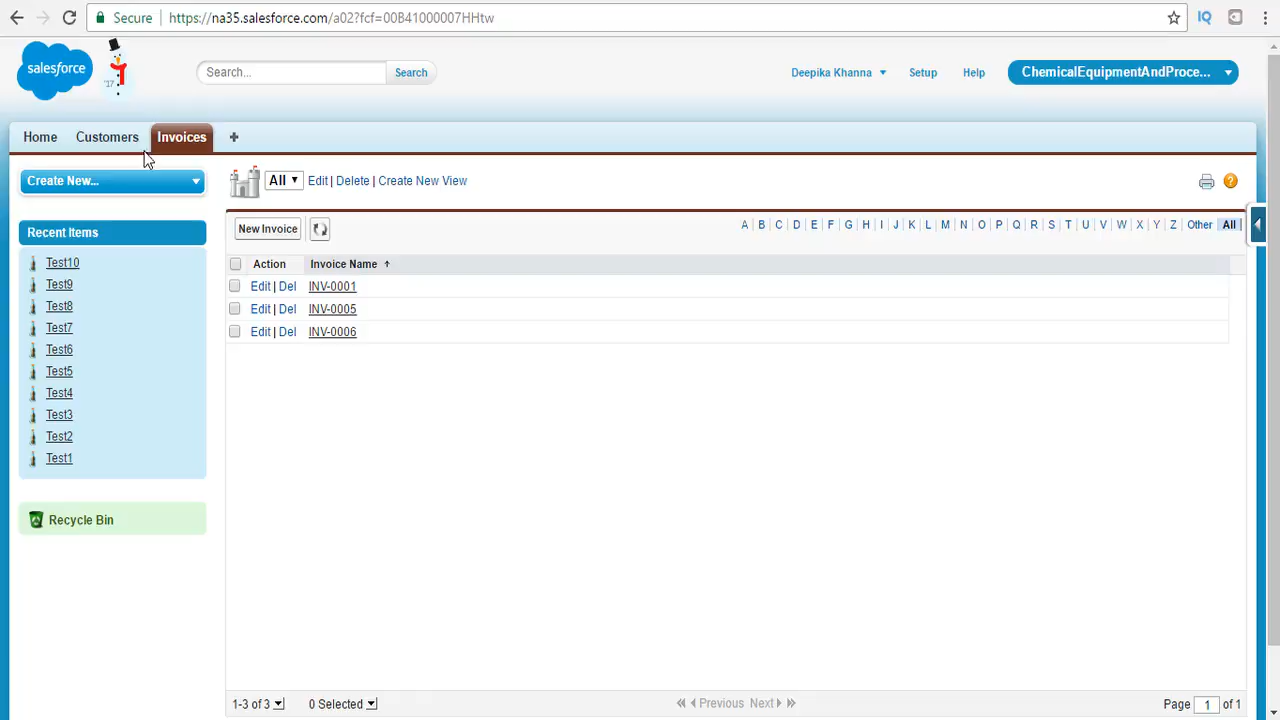 Secure https://na35.salesforce.com/a02?fcf=00B41000007HHtw
IQ
salesforce
'17
Search... Search
Deepika Khanna Setup Help ChemicalEquipmentAndProce...
Home Customers Invoices
Create New...
All Edit | Delete | Create New View
Recent Items
Test10
Test9
Test8
Test7
Test6
Test5
Test4
Test3
Test2
Test1
Recycle Bin
New Invoice
A B C D E F G H I J K L M N O P Q R S T U V W X Y Z Other All
Action Invoice Name
Edit | Del INV-0001
Edit | Del INV-0005
Edit | Del INV-0006
1-3 of 3 0 Selected Previous Next Page 1 of 1